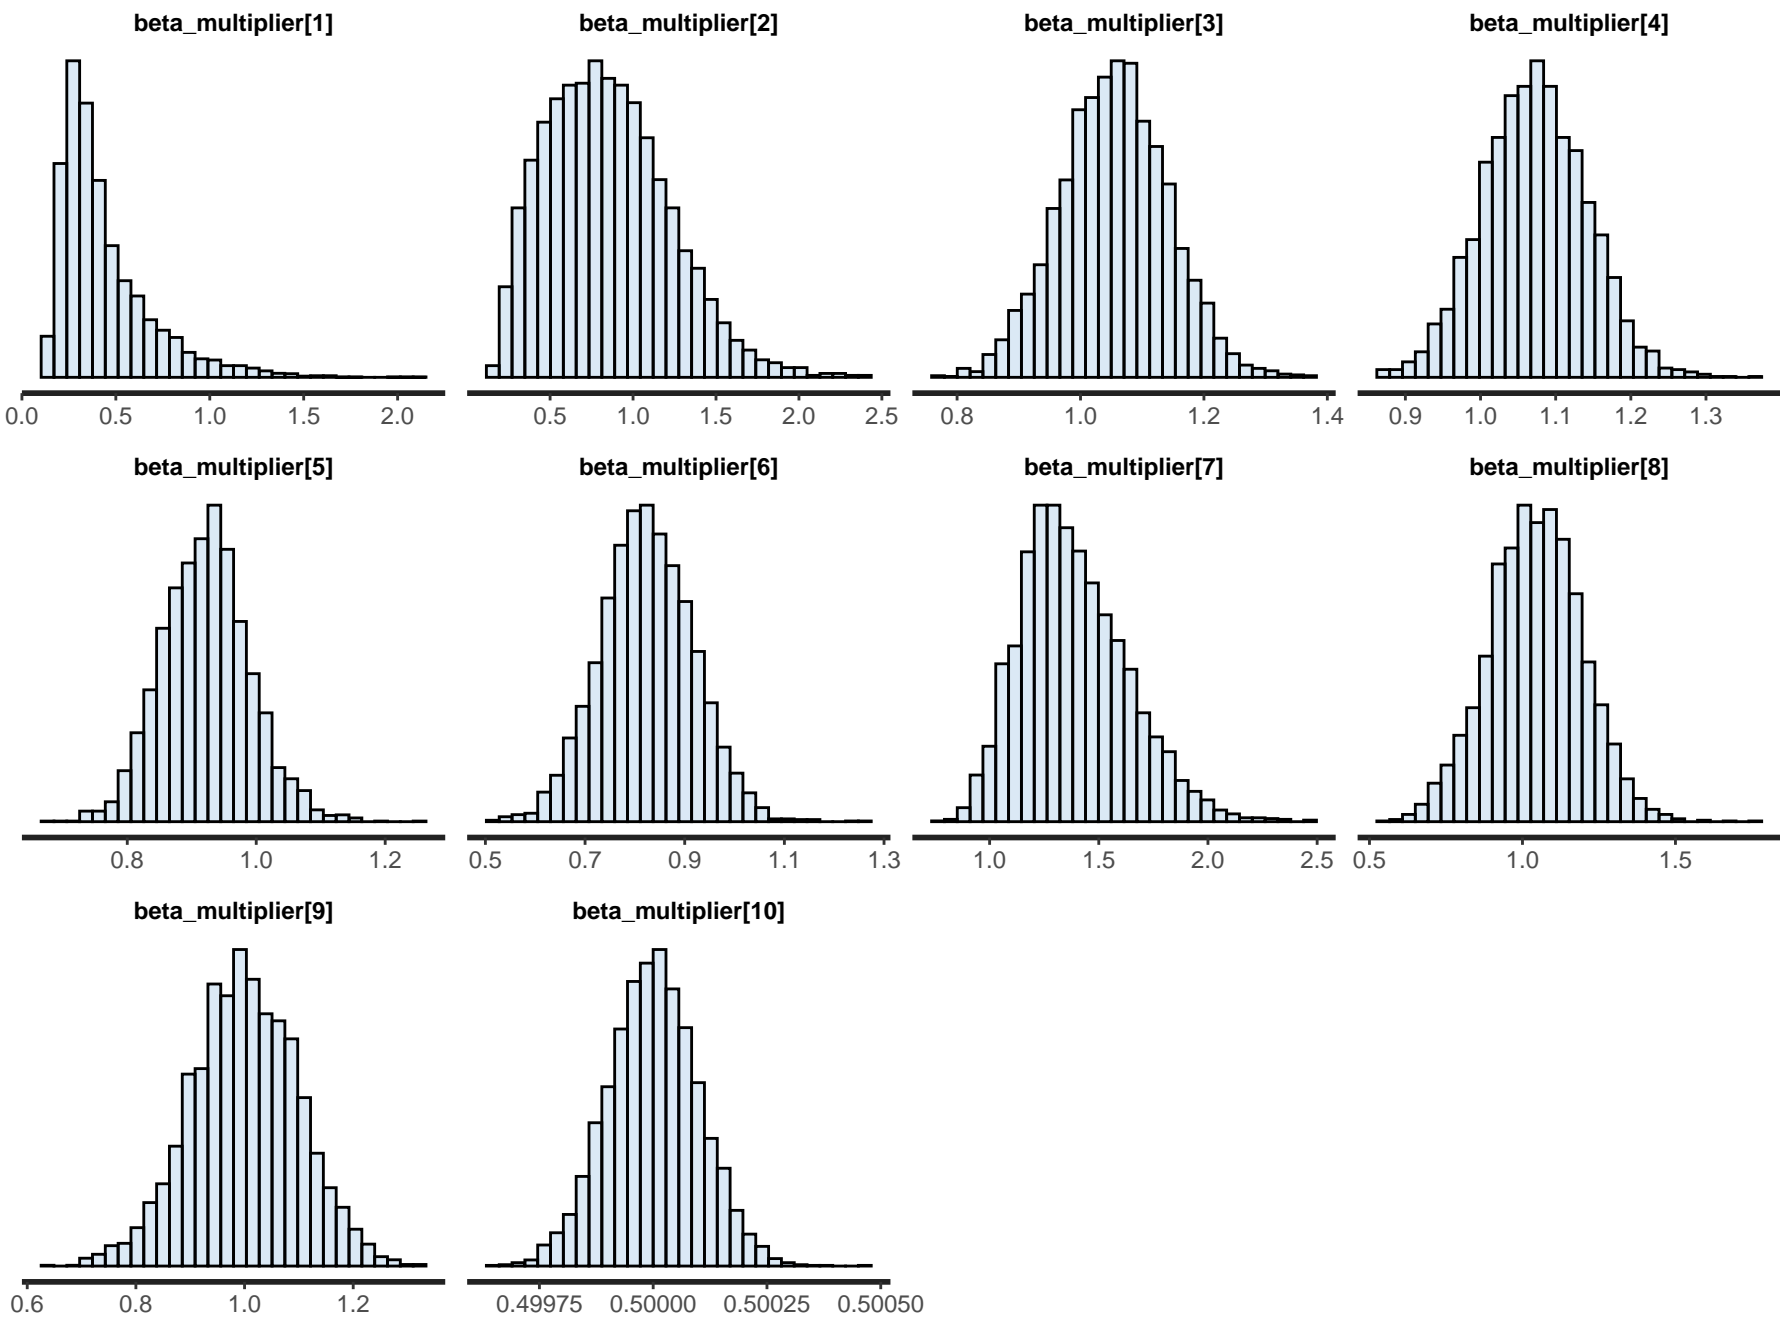 beta_multiplier[1] beta_multiplier[2] beta_multiplier[3] beta_multiplier[4]
0.0 0.5 1.0 1.5 2.0 0.5 1.0 1.5 2.0 2.5 0.8 1.0 1.2 1.4 0.9 1.0 1.1 1.2 1.3
beta_multiplier[5] beta_multiplier[6] beta_multiplier[7] beta_multiplier[8]
0.8 1.0 1.2 0.5 0.7 0.9 1.1 1.3 1.0 1.5 2.0 2.5 0.5 1.0 1.5
beta_multiplier[9] beta_multiplier[10]
0.6 0.8 1.0 1.2 0.49975 0.50000 0.50025 0.50050